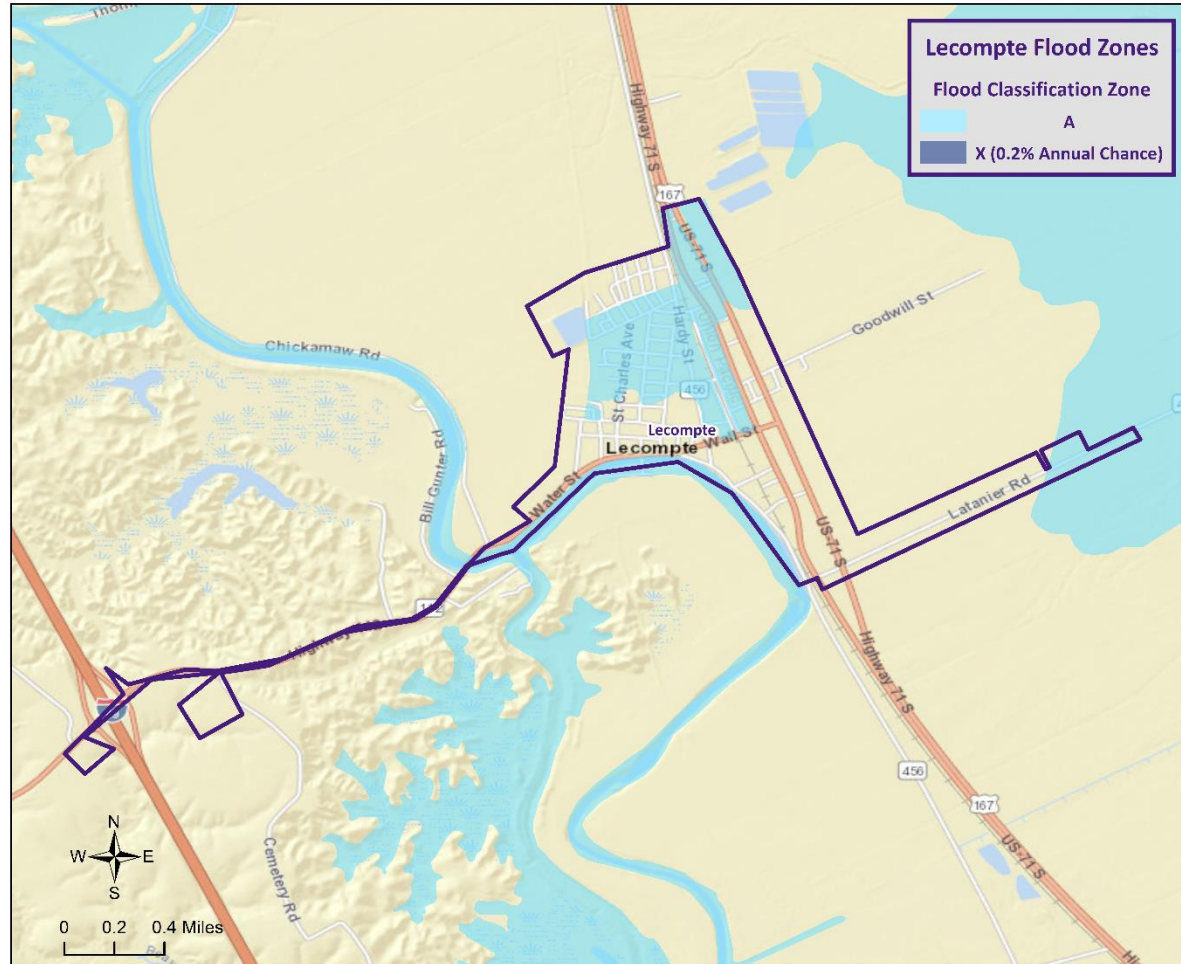 Thom
Lecompte Flood Zones
Flood Classification Zone
A
X (0.2% Annual Chance)
Highway 71 S
167
US-71 S
Chickamaw Rd
Bill Gunter Rd
St Charles Ave
Hardy St
456
Goodwill St
Lecompte
Lecompte
Wall St
Water St
Latanier Rd
4
US-71 S
Highway 71 S
456
167
US-71 S
Cemetery Rd
N
W
E
S
0 0.2 0.4 Miles